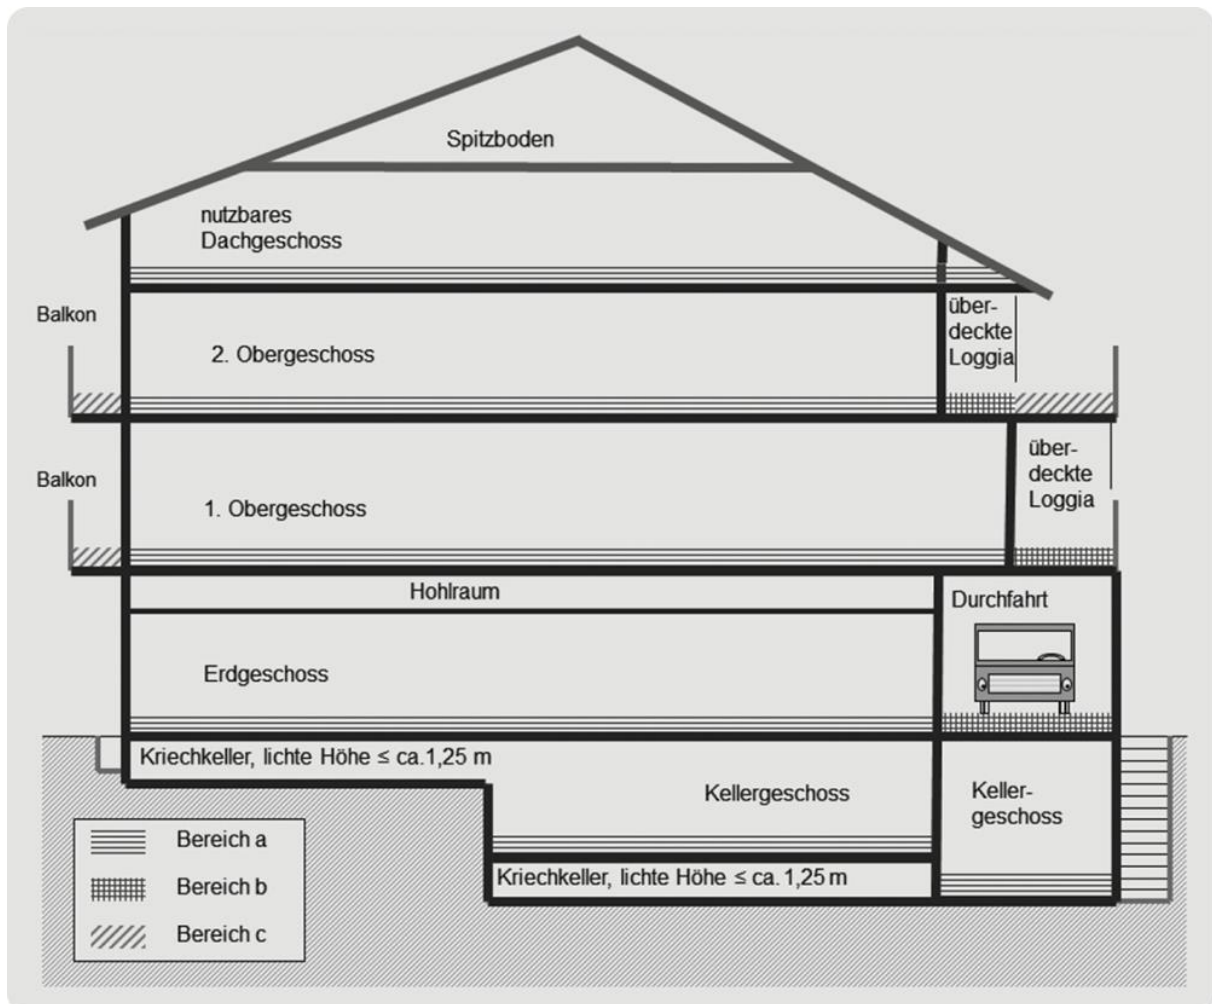 Spitzboden
nutzbares
Dachgeschoss
Balkon
2. Obergeschoss
über-
deckte
Loggia
Balkon
1. Obergeschoss
über-
deckte
Loggia
Hohlraum
Durchfahrt
Erdgeschoss
Kriechkeller, lichte Höhe ≤ ca.1,25 m
Kellergeschoss
Keller-
geschoss
Kriechkeller, lichte Höhe ≤ ca. 1,25 m
Bereich a
Bereich b
Bereich c